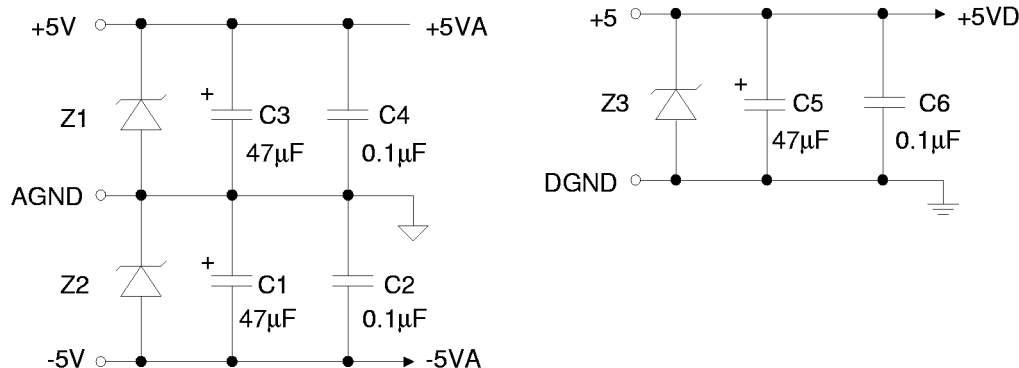 +5V
+5VA
Z1
+
C3
47µF
C4
0.1µF
AGND
Z2
+
C1
47µF
C2
0.1µF
-5V
-5VA
+5
+5VD
Z3
+
C5
47µF
C6
0.1µF
DGND